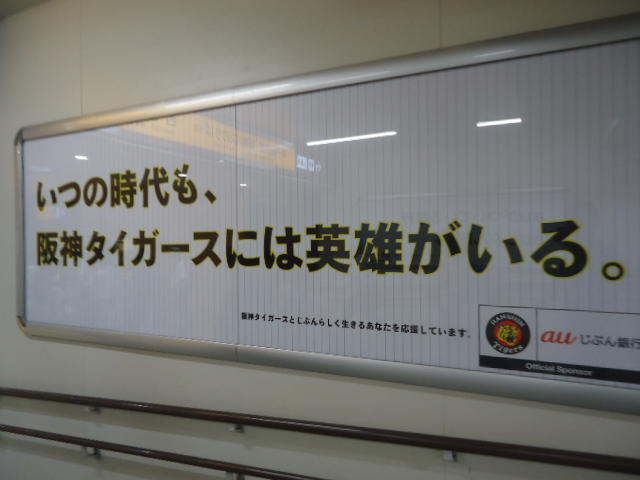 いつの時代も、
阪神タイガースには英雄がいる。
阪神タイガースとじぶんらしく生きるあなたを応援しています。
HANSHIN
Tigers
au じぶん銀行
Official Sponsor